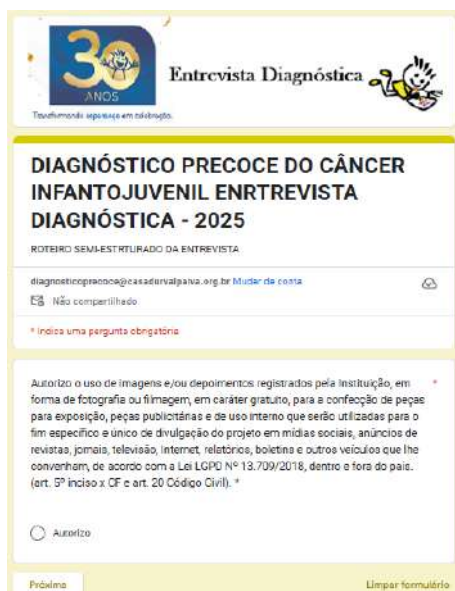 30
ANOS
Transformando esperança em celebração.
Entrevista Diagnóstica
DIAGNÓSTICO PRECOCE DO CÂNCER
INFANTOJUVENIL ENRTREVISTA
DIAGNÓSTICA - 2025
ROTEIRO SEMI-ESTRTURADO DA ENTREVISTA
diagnosticoprecoce@casadurvalpaiva.org.br Mudar de conta
Não compartilhado
* Indica uma pergunta obrigatória
Autorizo o uso de imagens e/ou depoimentos registrados pela Instituição, em *
forma de fotografia ou filmagem, em caráter gratuito, para a confecção de peças
para exposição, peças publicitárias e de uso interno que serão utilizadas para o
fim específico e único de divulgação do projeto em mídias sociais, anúncios de
revistas, jornais, televisão, internet, relatórios, boletins e outros veículos que lhe
convenham, de acordo com a Lei LGPD Nº 13.709/2018, dentro e fora do país.
(art. 5º inciso x CF e art. 20 Código Civil). *
Autorizo
Próxima
Limpar formulário